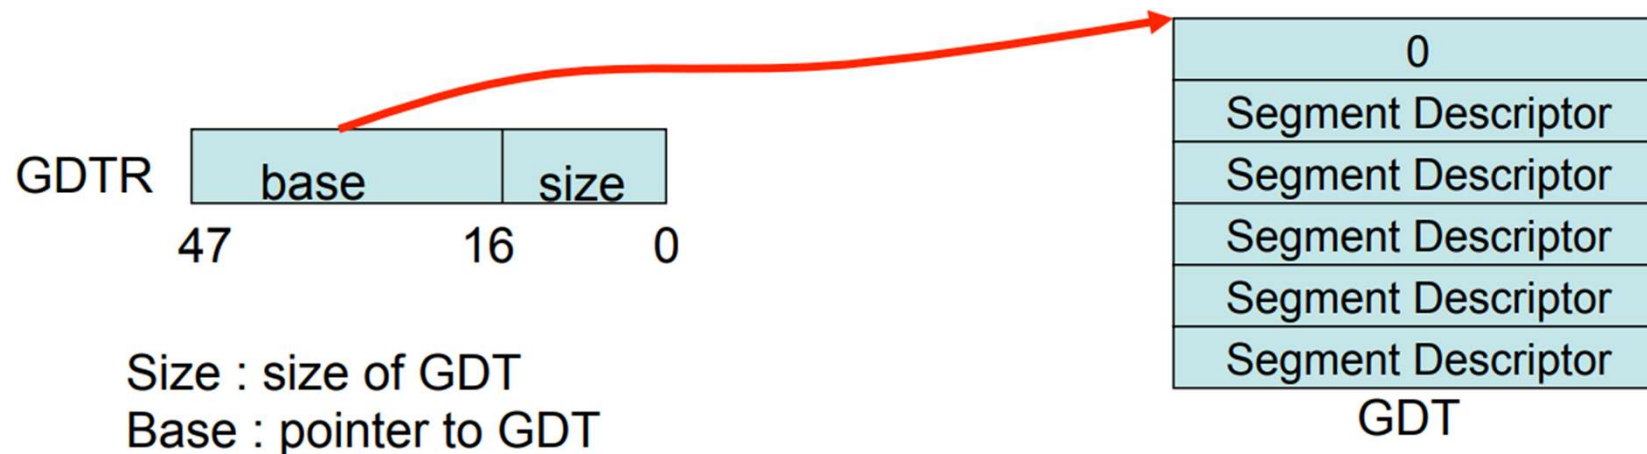 GDTR
base
size
47
16
0
Size : size of GDT
Base : pointer to GDT
0
Segment Descriptor
Segment Descriptor
Segment Descriptor
Segment Descriptor
Segment Descriptor
GDT